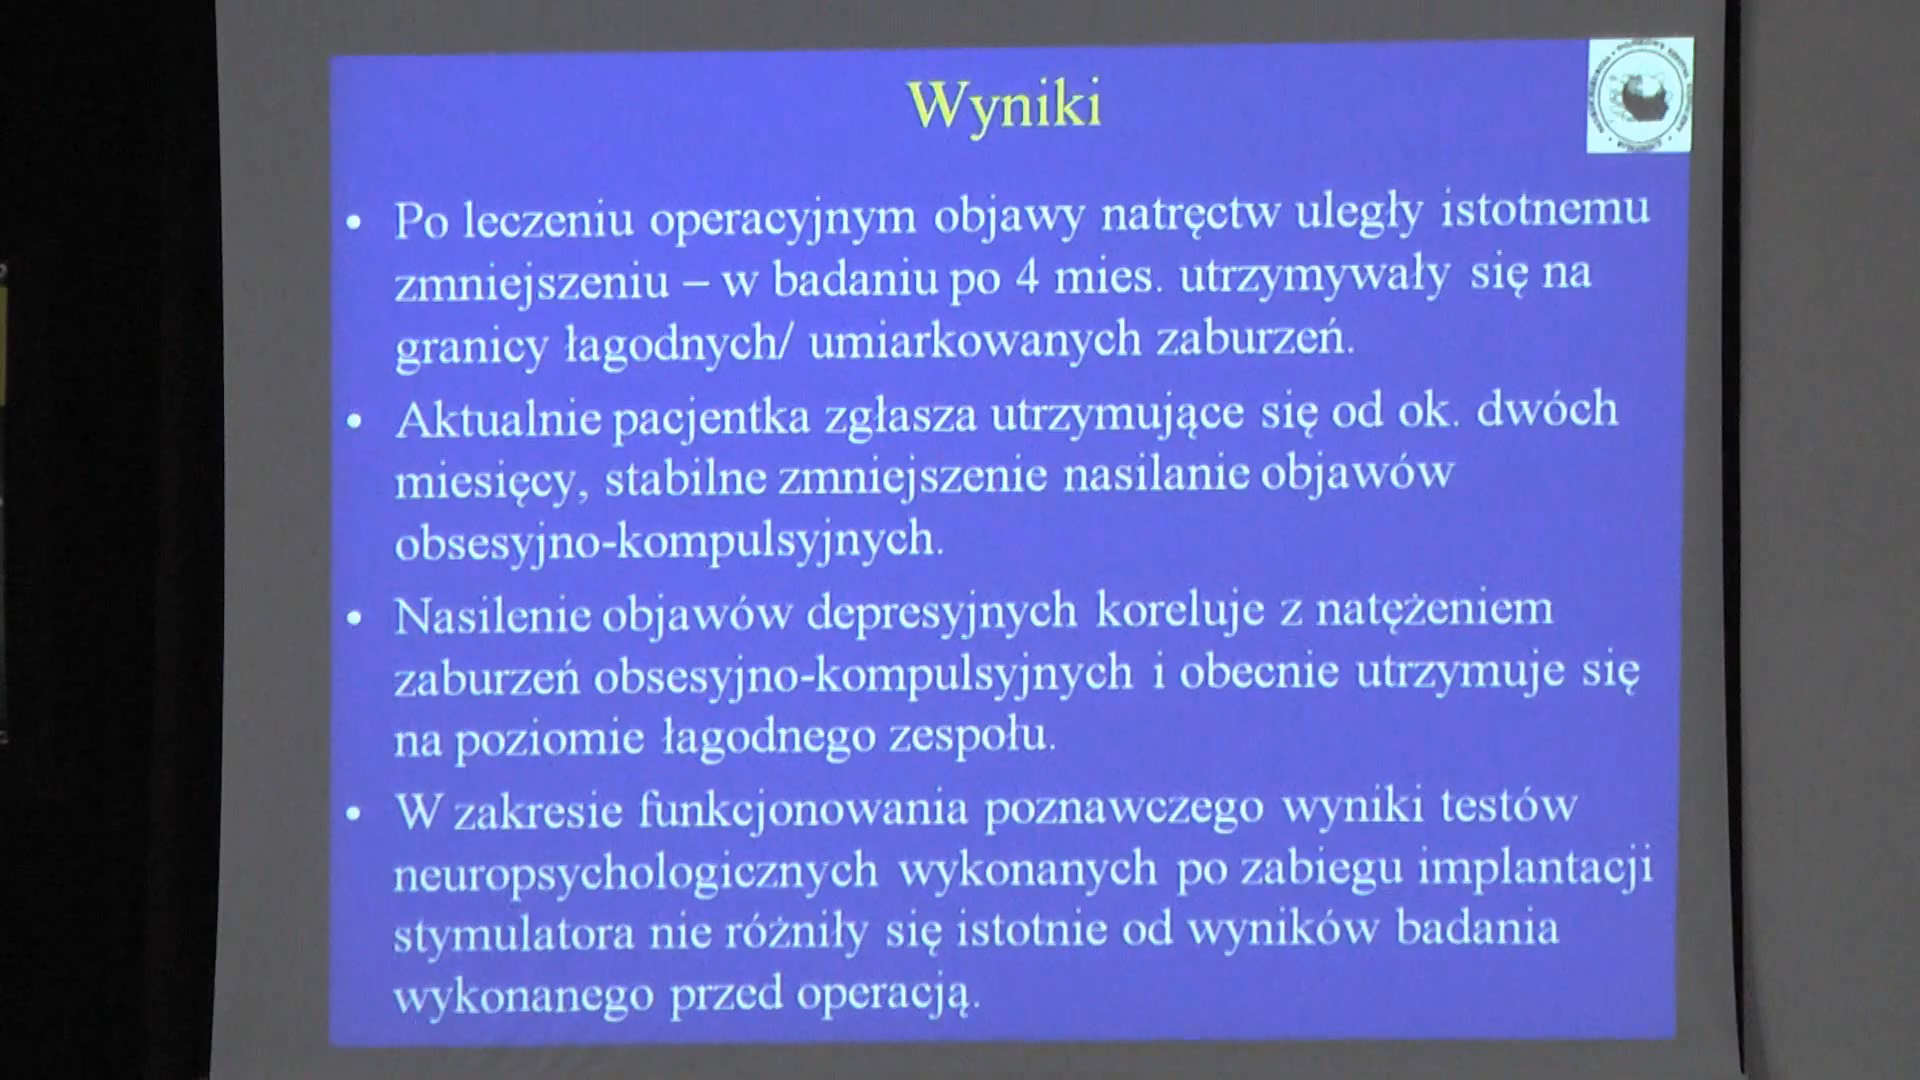 Wyniki
• Po leczeniu operacyjnym objawy natręctw uległy istotnemu
zmniejszeniu – w badaniu po 4 mies. utrzymywały się na
granicy łagodnych/ umiarkowanych zaburzeń.
• Aktualnie pacjentka zgłasza utrzymujące się od ok. dwóch
miesięcy, stabilne zmniejszenie nasilanie objawów
obsesyjno-kompulsyjnych.
• Nasilenie objawów depresyjnych koreluje z natężeniem
zaburzeń obsesyjno-kompulsyjnych i obecnie utrzymuje się
na poziomie łagodnego zespołu.
• W zakresie funkcjonowania poznawczego wyniki testów
neuropsychologicznych wykonanych po zabiegu implantacji
stymulatora nie różniły się istotnie od wyników badania
wykonanego przed operacją.